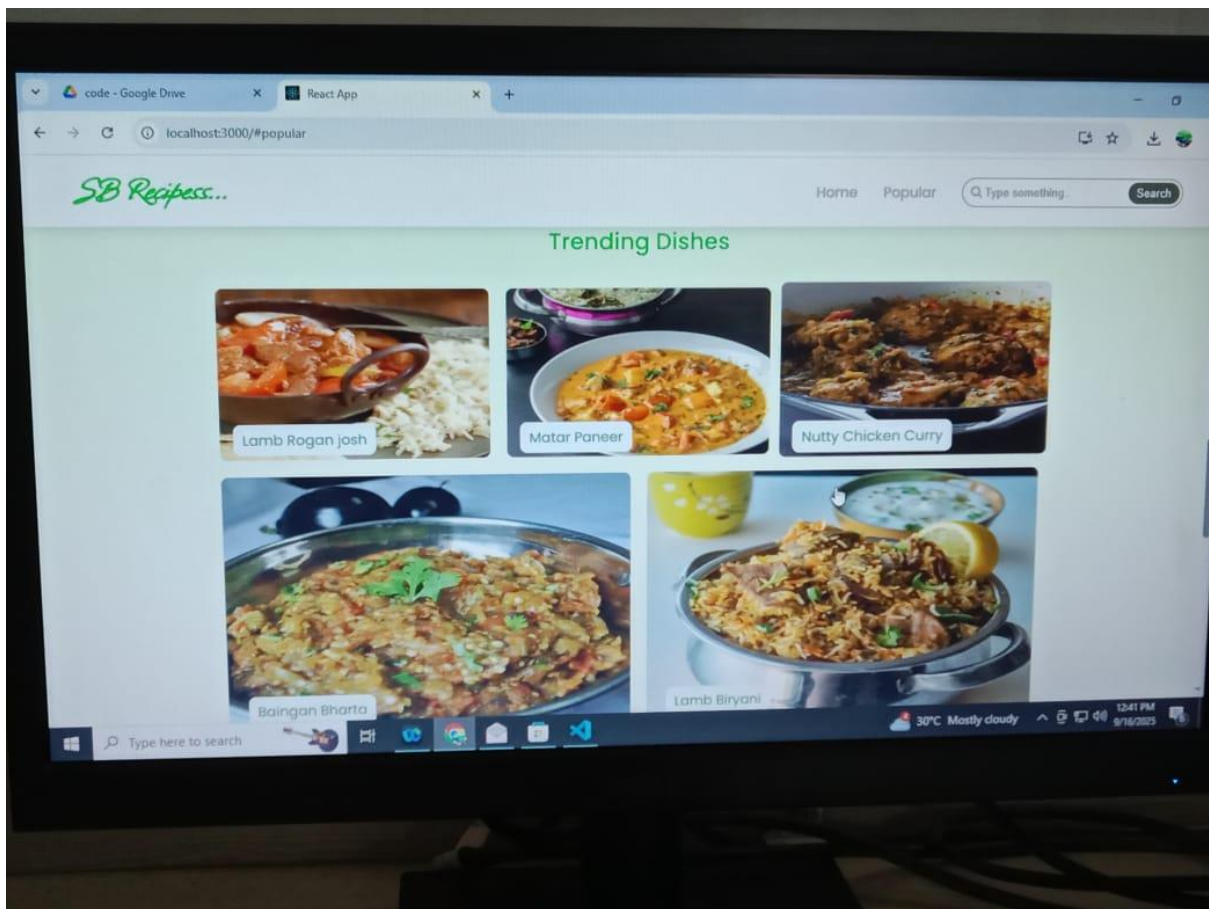 code - Google Drive
React App
localhost:3000/#popular
SB Recipess...
Home Popular Type something.. Search
Trending Dishes
Lamb Rogan josh
Matar Paneer
Nutty Chicken Curry
Baingan Bharta
Lamb Biryani
Type here to search
30°C Mostly cloudy
12:41 PM
9/16/2025